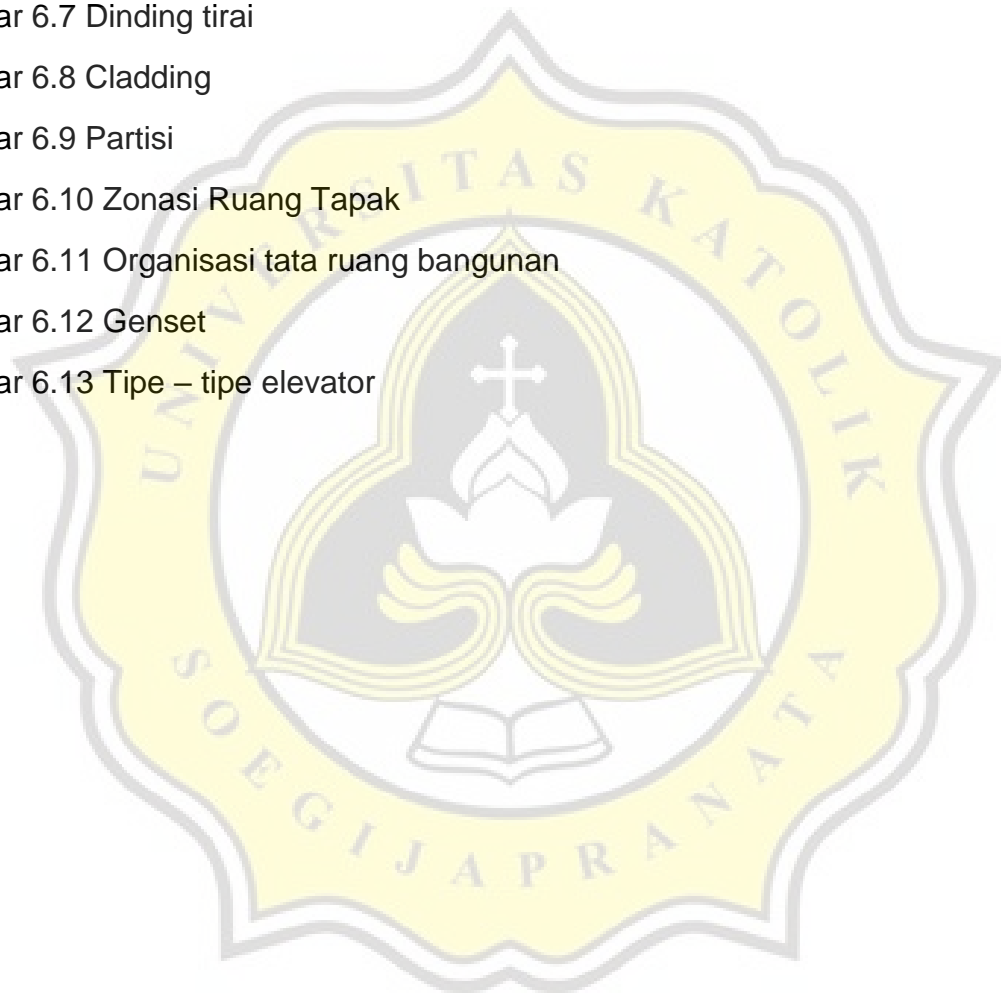 ar 6.7 Dinding tirai
ar 6.8 Cladding
ar 6.9 Partisi
ar 6.10 Zonasi Ruang Tapak
ar 6.11 Organisasi tata ruang bangunan
ar 6.12 Genset
ar 6.13 Tipe – tipe elevator
UNIVERSITAS KATOLIK
SOEGIJAPRANATA